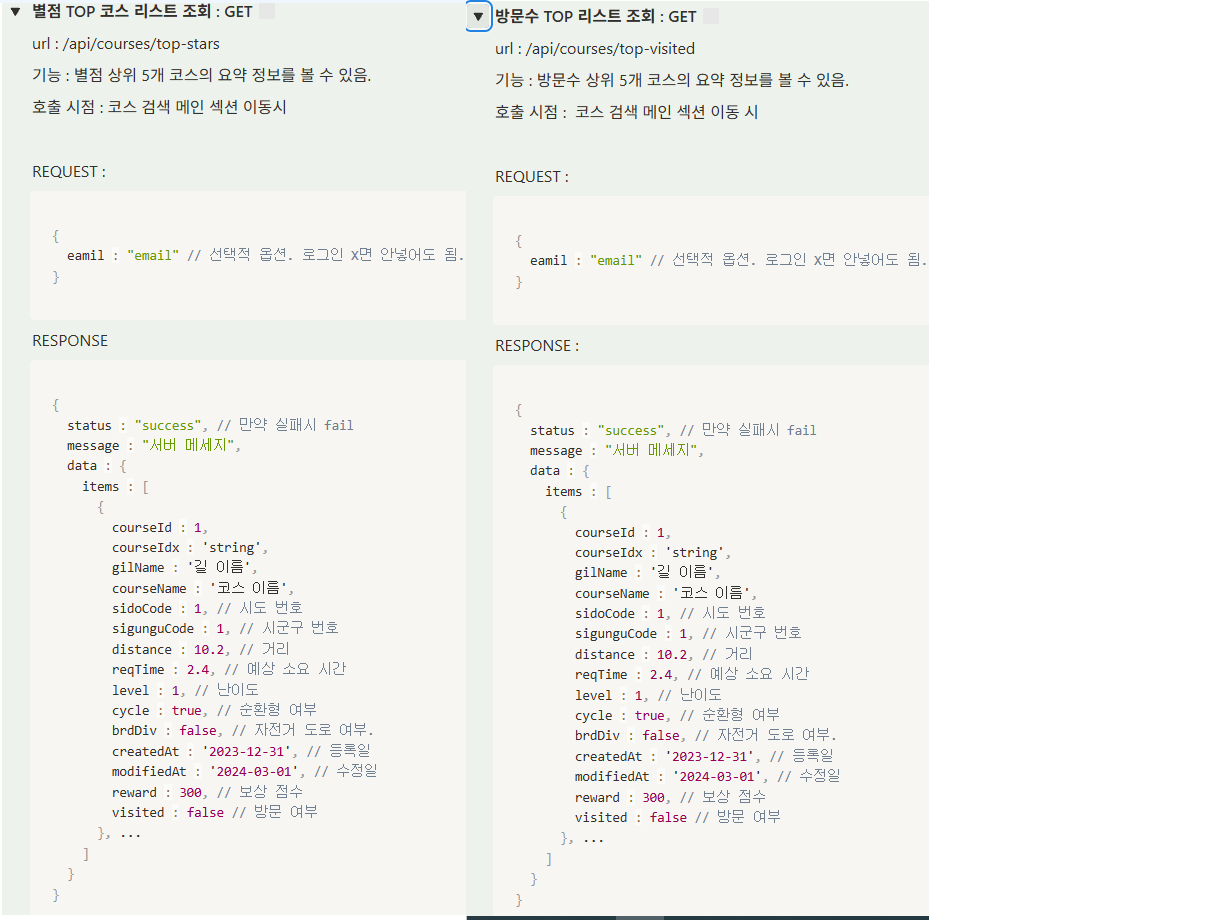 ▼ 별점 TOP 코스 리스트 조회 : GET
url : /api/courses/top-stars
기능 : 별점 상위 5개 코스의 요약 정보를 볼 수 있음.
호출 시점 : 코스 검색 메인 섹션 이동시
REQUEST :
{
eamil : "email" // 선택적 옵션. 로그인 X면 안넣어도 됨.
}
RESPONSE
{
status : "success", // 만약 실패시 fail
message : "서버 메세지",
data : {
items : [
{
courseId : 1,
courseIdx : 'string',
gilName : '길 이름',
courseName : '코스 이름',
sidoCode : 1, // 시도 번호
sigunguCode : 1, // 시군구 번호
distance : 10.2, // 거리
reqTime : 2.4, // 예상 소요 시간
level : 1, // 난이도
cycle : true, // 순환형 여부
brdDiv : false, // 자전거 도로 여부.
createdAt : '2023-12-31', // 등록일
modifiedAt : '2024-03-01', // 수정일
reward : 300, // 보상 점수
visited : false // 방문 여부
}, ...
]
}
}
▼ 방문수 TOP 리스트 조회 : GET
url : /api/courses/top-visited
기능 : 방문수 상위 5개 코스의 요약 정보를 볼 수 있음.
호출 시점 : 코스 검색 메인 섹션 이동 시
REQUEST :
{
eamil : "email" // 선택적 옵션. 로그인 X면 안넣어도 됨.
}
RESPONSE :
{
status : "success", // 만약 실패시 fail
message : "서버 메세지",
data : {
items : [
{
courseId : 1,
courseIdx : 'string',
gilName : '길 이름',
courseName : '코스 이름',
sidoCode : 1, // 시도 번호
sigunguCode : 1, // 시군구 번호
distance : 10.2, // 거리
reqTime : 2.4, // 예상 소요 시간
level : 1, // 난이도
cycle : true, // 순환형 여부
brdDiv : false, // 자전거 도로 여부.
createdAt : '2023-12-31', // 등록일
modifiedAt : '2024-03-01', // 수정일
reward : 300, // 보상 점수
visited : false // 방문 여부
}, ...
]
}
}